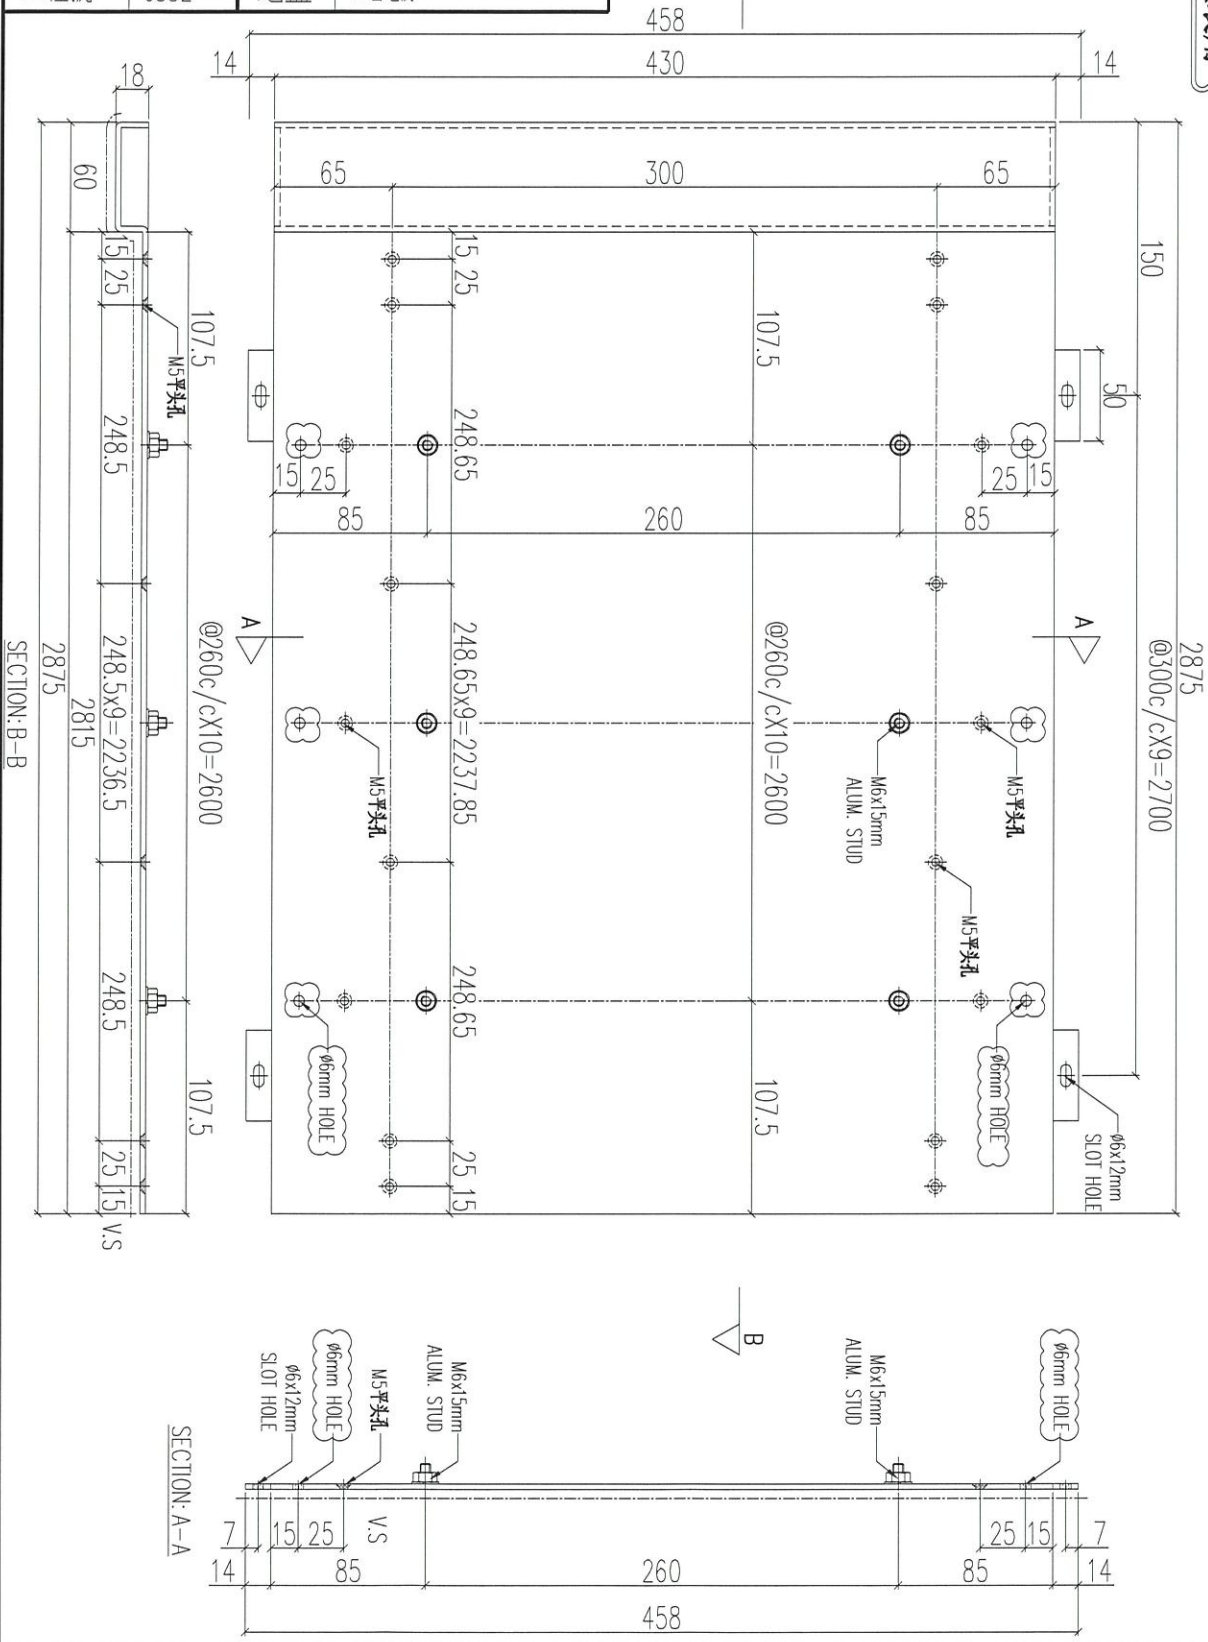 458
14
430
14
18
60
65
300
65
150
15 25
15 25
107.5
107.5
50
M5平头孔
248.5
248.65
15 25
25 15
85
260
85
A
A
2875
@300c/cX9=2700
@260c/cX10=2600
248.65x9=2237.85
@260c/cX10=2600
248.5x9=2236.5
2815
2875
SECTION:B-B
M5平头孔
M6x15mm
ALUM. STUD
M5平头孔
M5平头孔
248.5
248.65
ø6mm HOLE
ø6mm HOLE
107.5
107.5
ø6x12mm
SLOT HOLE
25 15
25 15
V.S
B
ø6x12mm
SLOT HOLE
ø6mm HOLE
M5平头孔
M6x15mm
ALUM. STUD
M6x15mm
ALUM. STUD
ø6mm HOLE
SECTION:A-A
V.S
7
15
25
25
15
7
14
85
260
85
14
458